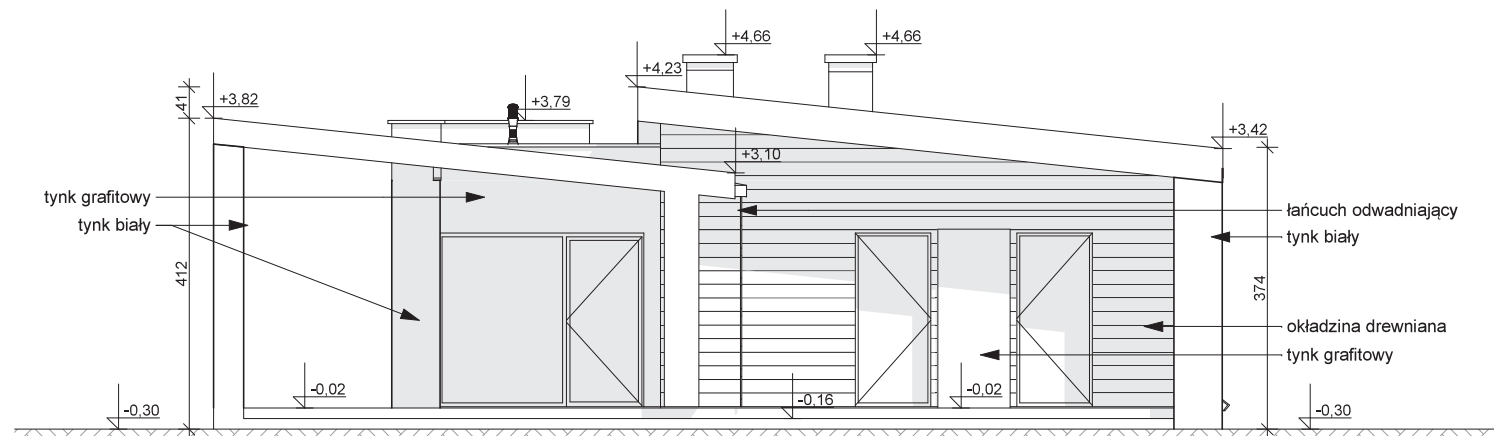 +4,66
+4,66
+4,23
41
+3,82
+3,79
+3,42
+3,10
tynk grafitowy
tynk biały
łańcuch odwadniający
tynk biały
412
374
okładzina drewniana
tynk grafitowy
-0,02
-0,02
-0,16
-0,30
-0,30